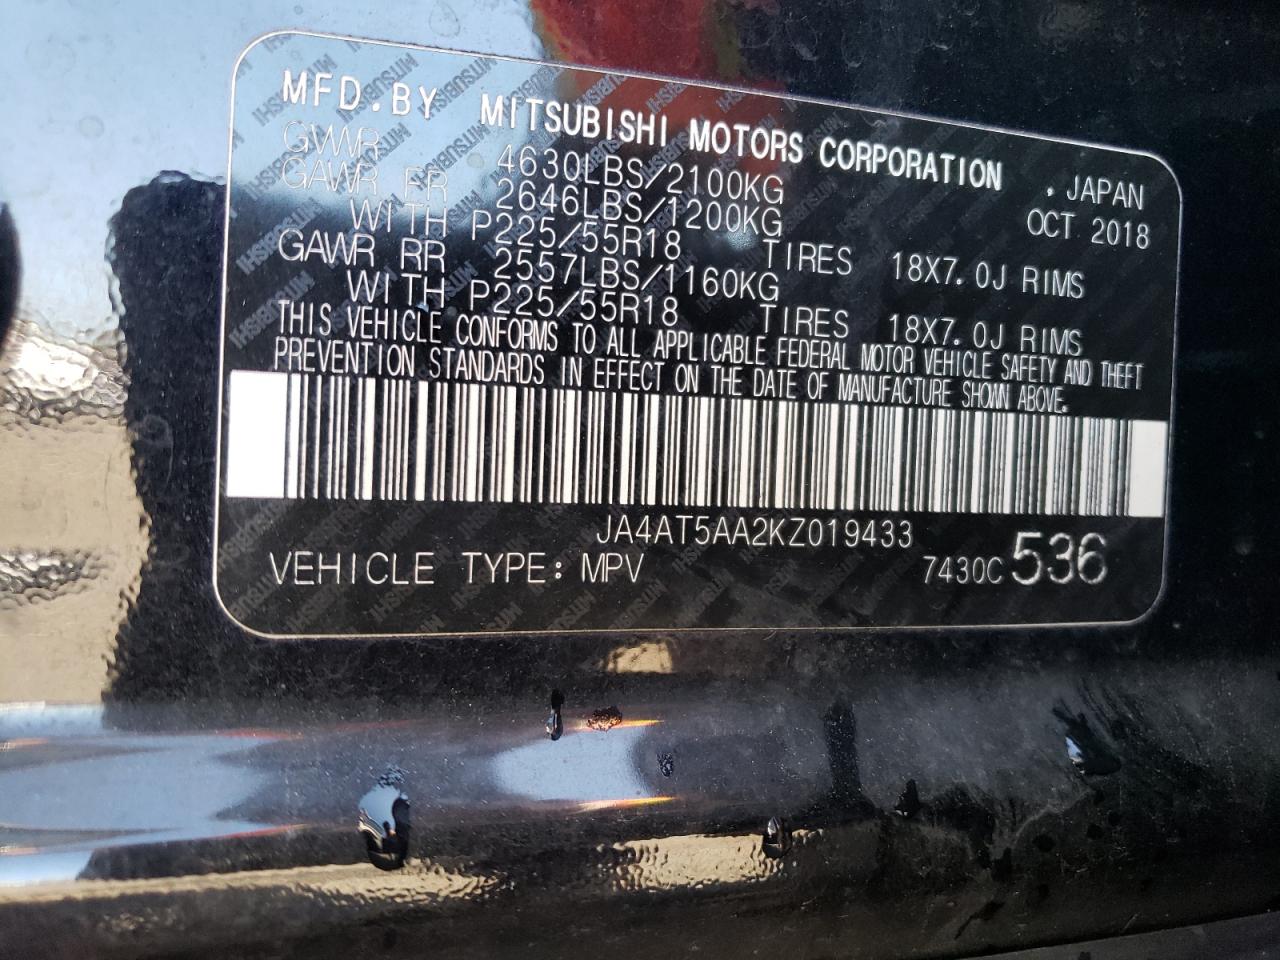 MFD.BY MITSUBISHI MOTORS CORPORATION , JAPAN
GVWR 4630LBS/2100KG OCT 2018
GAWR FR 2646LBS/1200KG
WITH P225/55R18 TIRES 18X7.0J RIMS
GAWR RR 2557LBS/1160KG
WITH P225/55R18 TIRES 18X7.0J RIMS
THIS VEHICLE CONFORMS TO ALL APPLICABLE FEDERAL MOTOR VEHICLE SAFETY AND THEFT
PREVENTION STANDARDS IN EFFECT ON THE DATE OF MANUFACTURE SHOWN ABOVE.
JA4AT5AA2KZ019433
VEHICLE TYPE: MPV 7430C 536